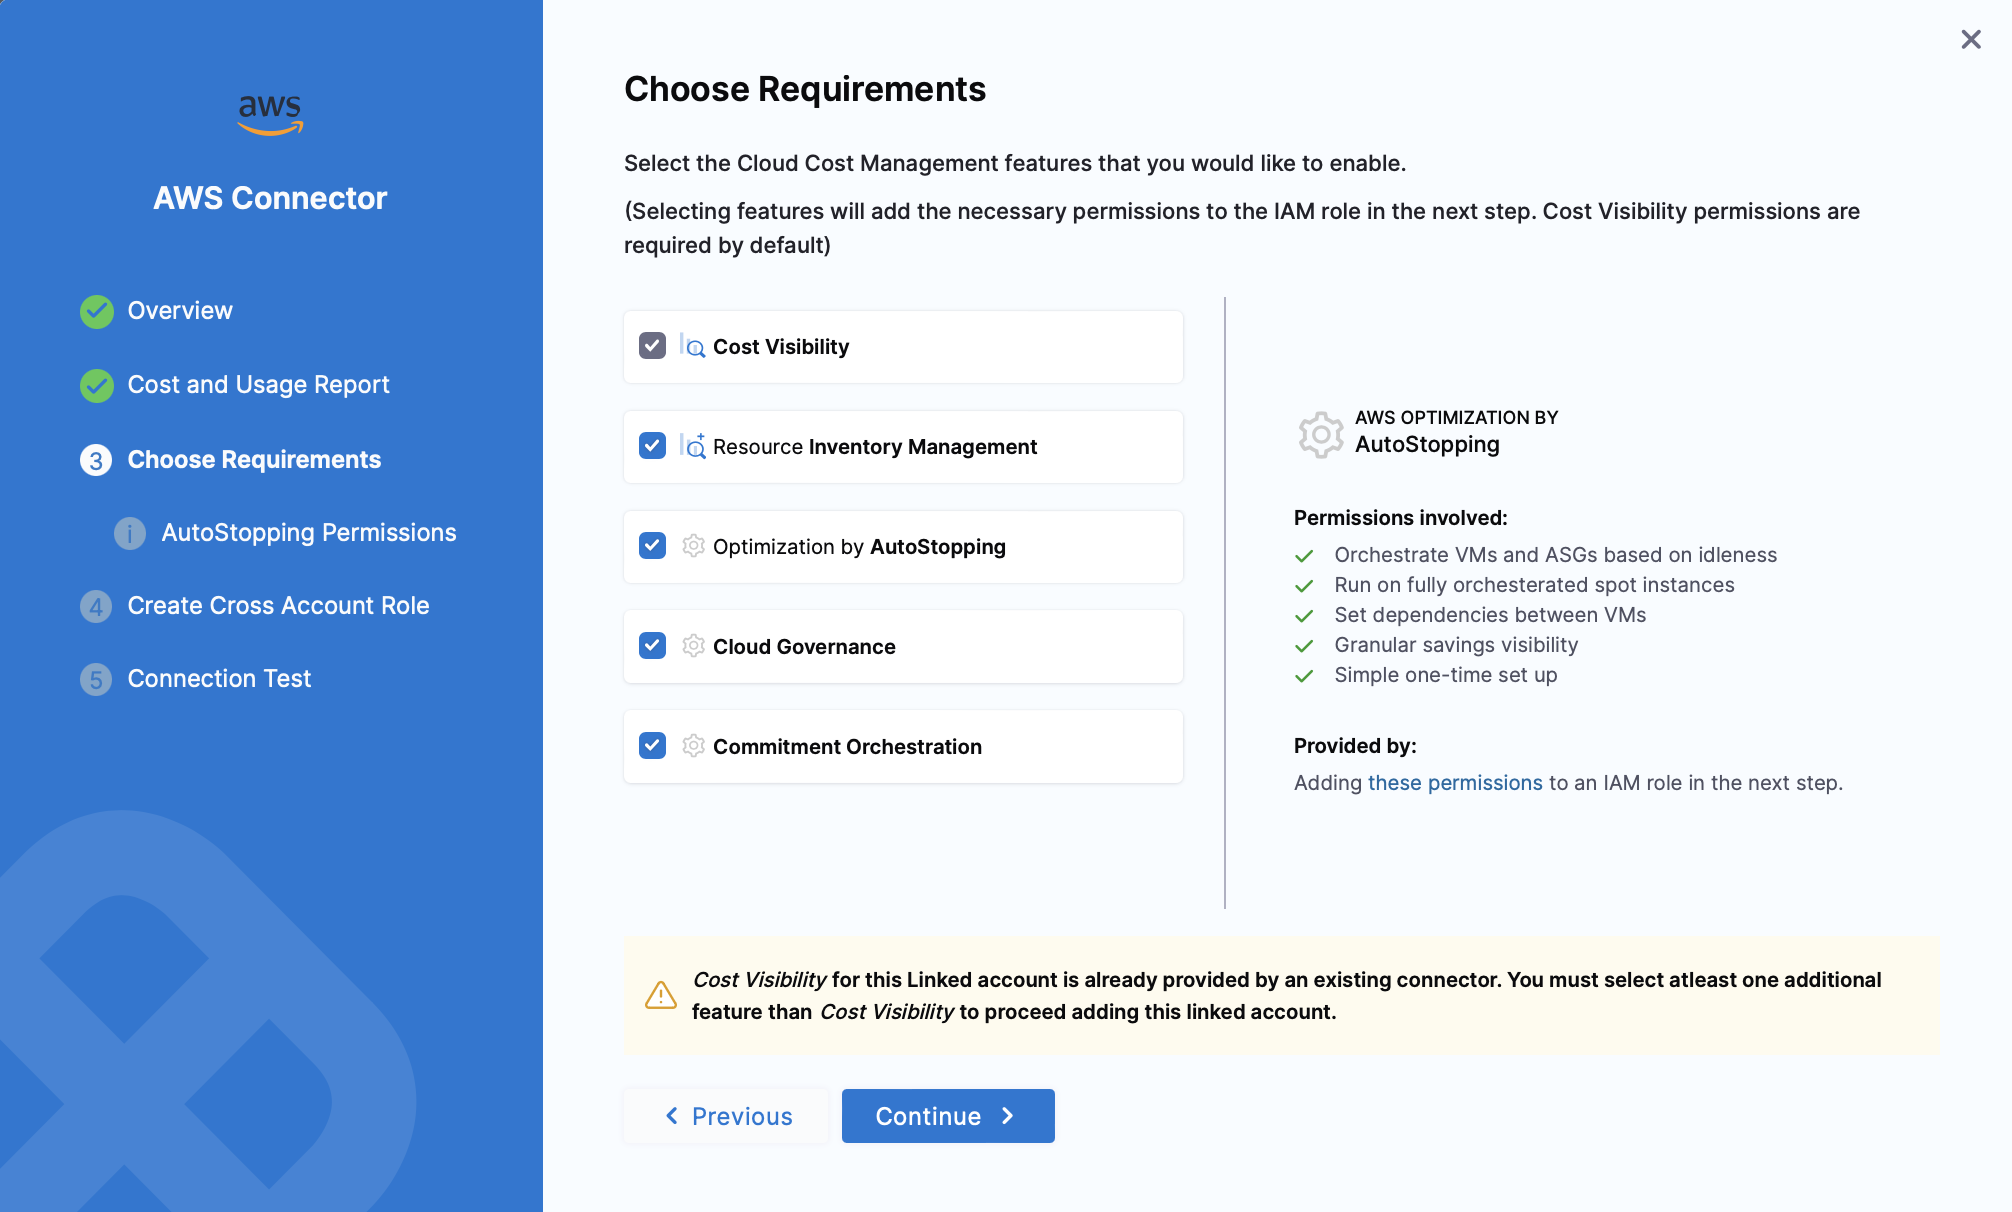 aws
AWS Connector
Overview
Cost and Usage Report
3 Choose Requirements
i AutoStopping Permissions
4 Create Cross Account Role
5 Connection Test
Choose Requirements
Select the Cloud Cost Management features that you would like to enable.
(Selecting features will add the necessary permissions to the IAM role in the next step. Cost Visibility permissions are
required by default)
Cost Visibility
Resource Inventory Management
Optimization by AutoStopping
Cloud Governance
Commitment Orchestration
AWS OPTIMIZATION BY
AutoStopping
Permissions involved:
Orchestrate VMs and ASGs based on idleness
Run on fully orchesterated spot instances
Set dependencies between VMs
Granular savings visibility
Simple one-time set up
Provided by:
Adding these permissions to an IAM role in the next step.
Cost Visibility for this Linked account is already provided by an existing connector. You must select atleast one additional
feature than Cost Visibility to proceed adding this linked account.
Previous
Continue